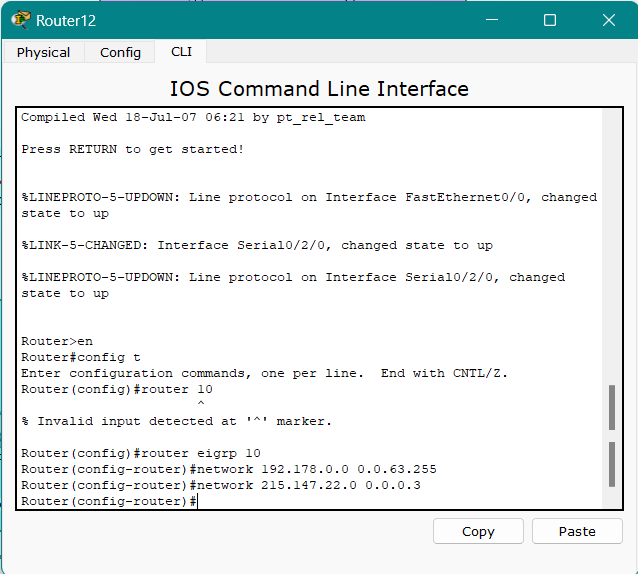 Router12
Physical Config CLI
IOS Command Line Interface
Compiled Wed 18-Jul-07 06:21 by pt_rel_team
Press RETURN to get started!
%LINEPROTO-5-UPDOWN: Line protocol on Interface FastEthernet0/0, changed
state to up
%LINK-5-CHANGED: Interface Serial0/2/0, changed state to up
%LINEPROTO-5-UPDOWN: Line protocol on Interface Serial0/2/0, changed
state to up
Router>en
Router#config t
Enter configuration commands, one per line.  End with CNTL/Z.
Router(config)#router 10
^
% Invalid input detected at '^' marker.
Router(config)#router eigrp 10
Router(config-router)#network 192.178.0.0 0.0.63.255
Router(config-router)#network 215.147.22.0 0.0.0.3
Router(config-router)#
Copy Paste